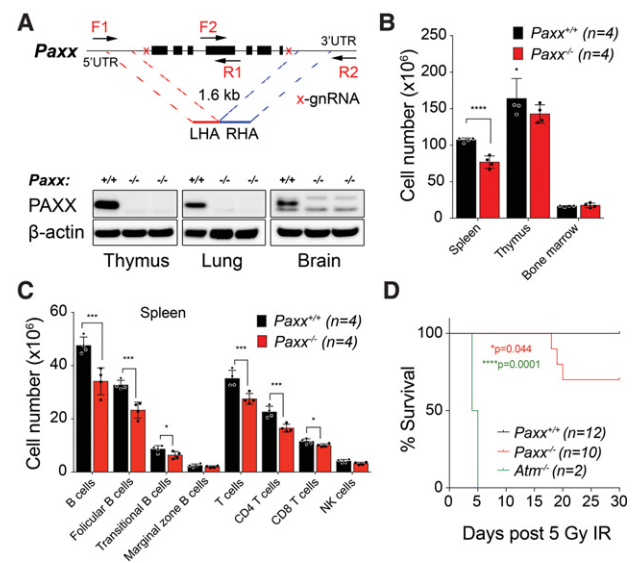 A
F1
F2
Paxx
x
x
3'UTR
5'UTR
R1
R2
1.6 kb
x-gnRNA
LHA RHA
Paxx: +/+ -/- -/- +/+ -/- -/- +/+ -/- -/-
PAXX
β-actin
Thymus Lung Brain
B
Paxx+/+ (n=4)
Paxx-/- (n=4)
Cell number (x10⁶)
250
200
150
100
50
0
****
*
Spleen
Thymus
Bone marrow
C
Spleen
Paxx+/+ (n=4)
Paxx-/- (n=4)
Cell number (x10⁶)
60
40
20
0
***
***
*
***
***
*
B cells
Follicular B cells
Transitional B cells
Marginal zone B cells
T cells
CD4 T cells
CD8 T cells
NK cells
D
% Survival
100
50
0
*p=0.044
****p=0.0001
Paxx+/+ (n=12)
Paxx-/- (n=10)
Atm-/- (n=2)
0 5 10 15 20 25 30
Days post 5 Gy IR